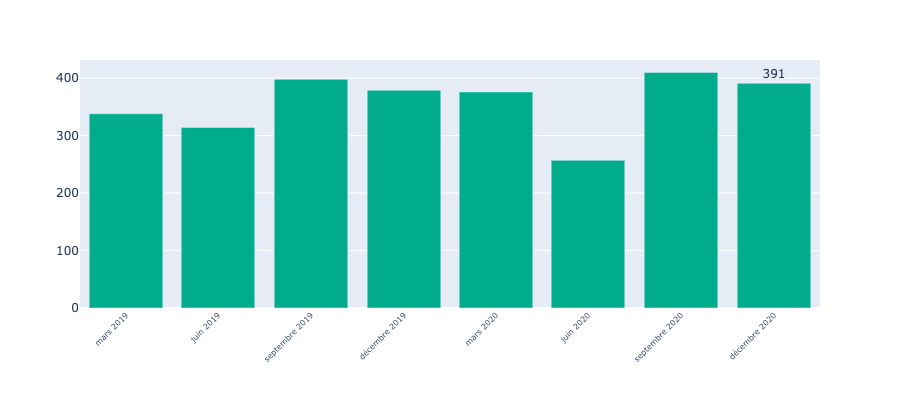 391
400
300
200
100
0
mars 2019
juin 2019
septembre 2019
décembre 2019
mars 2020
juin 2020
septembre 2020
décembre 2020